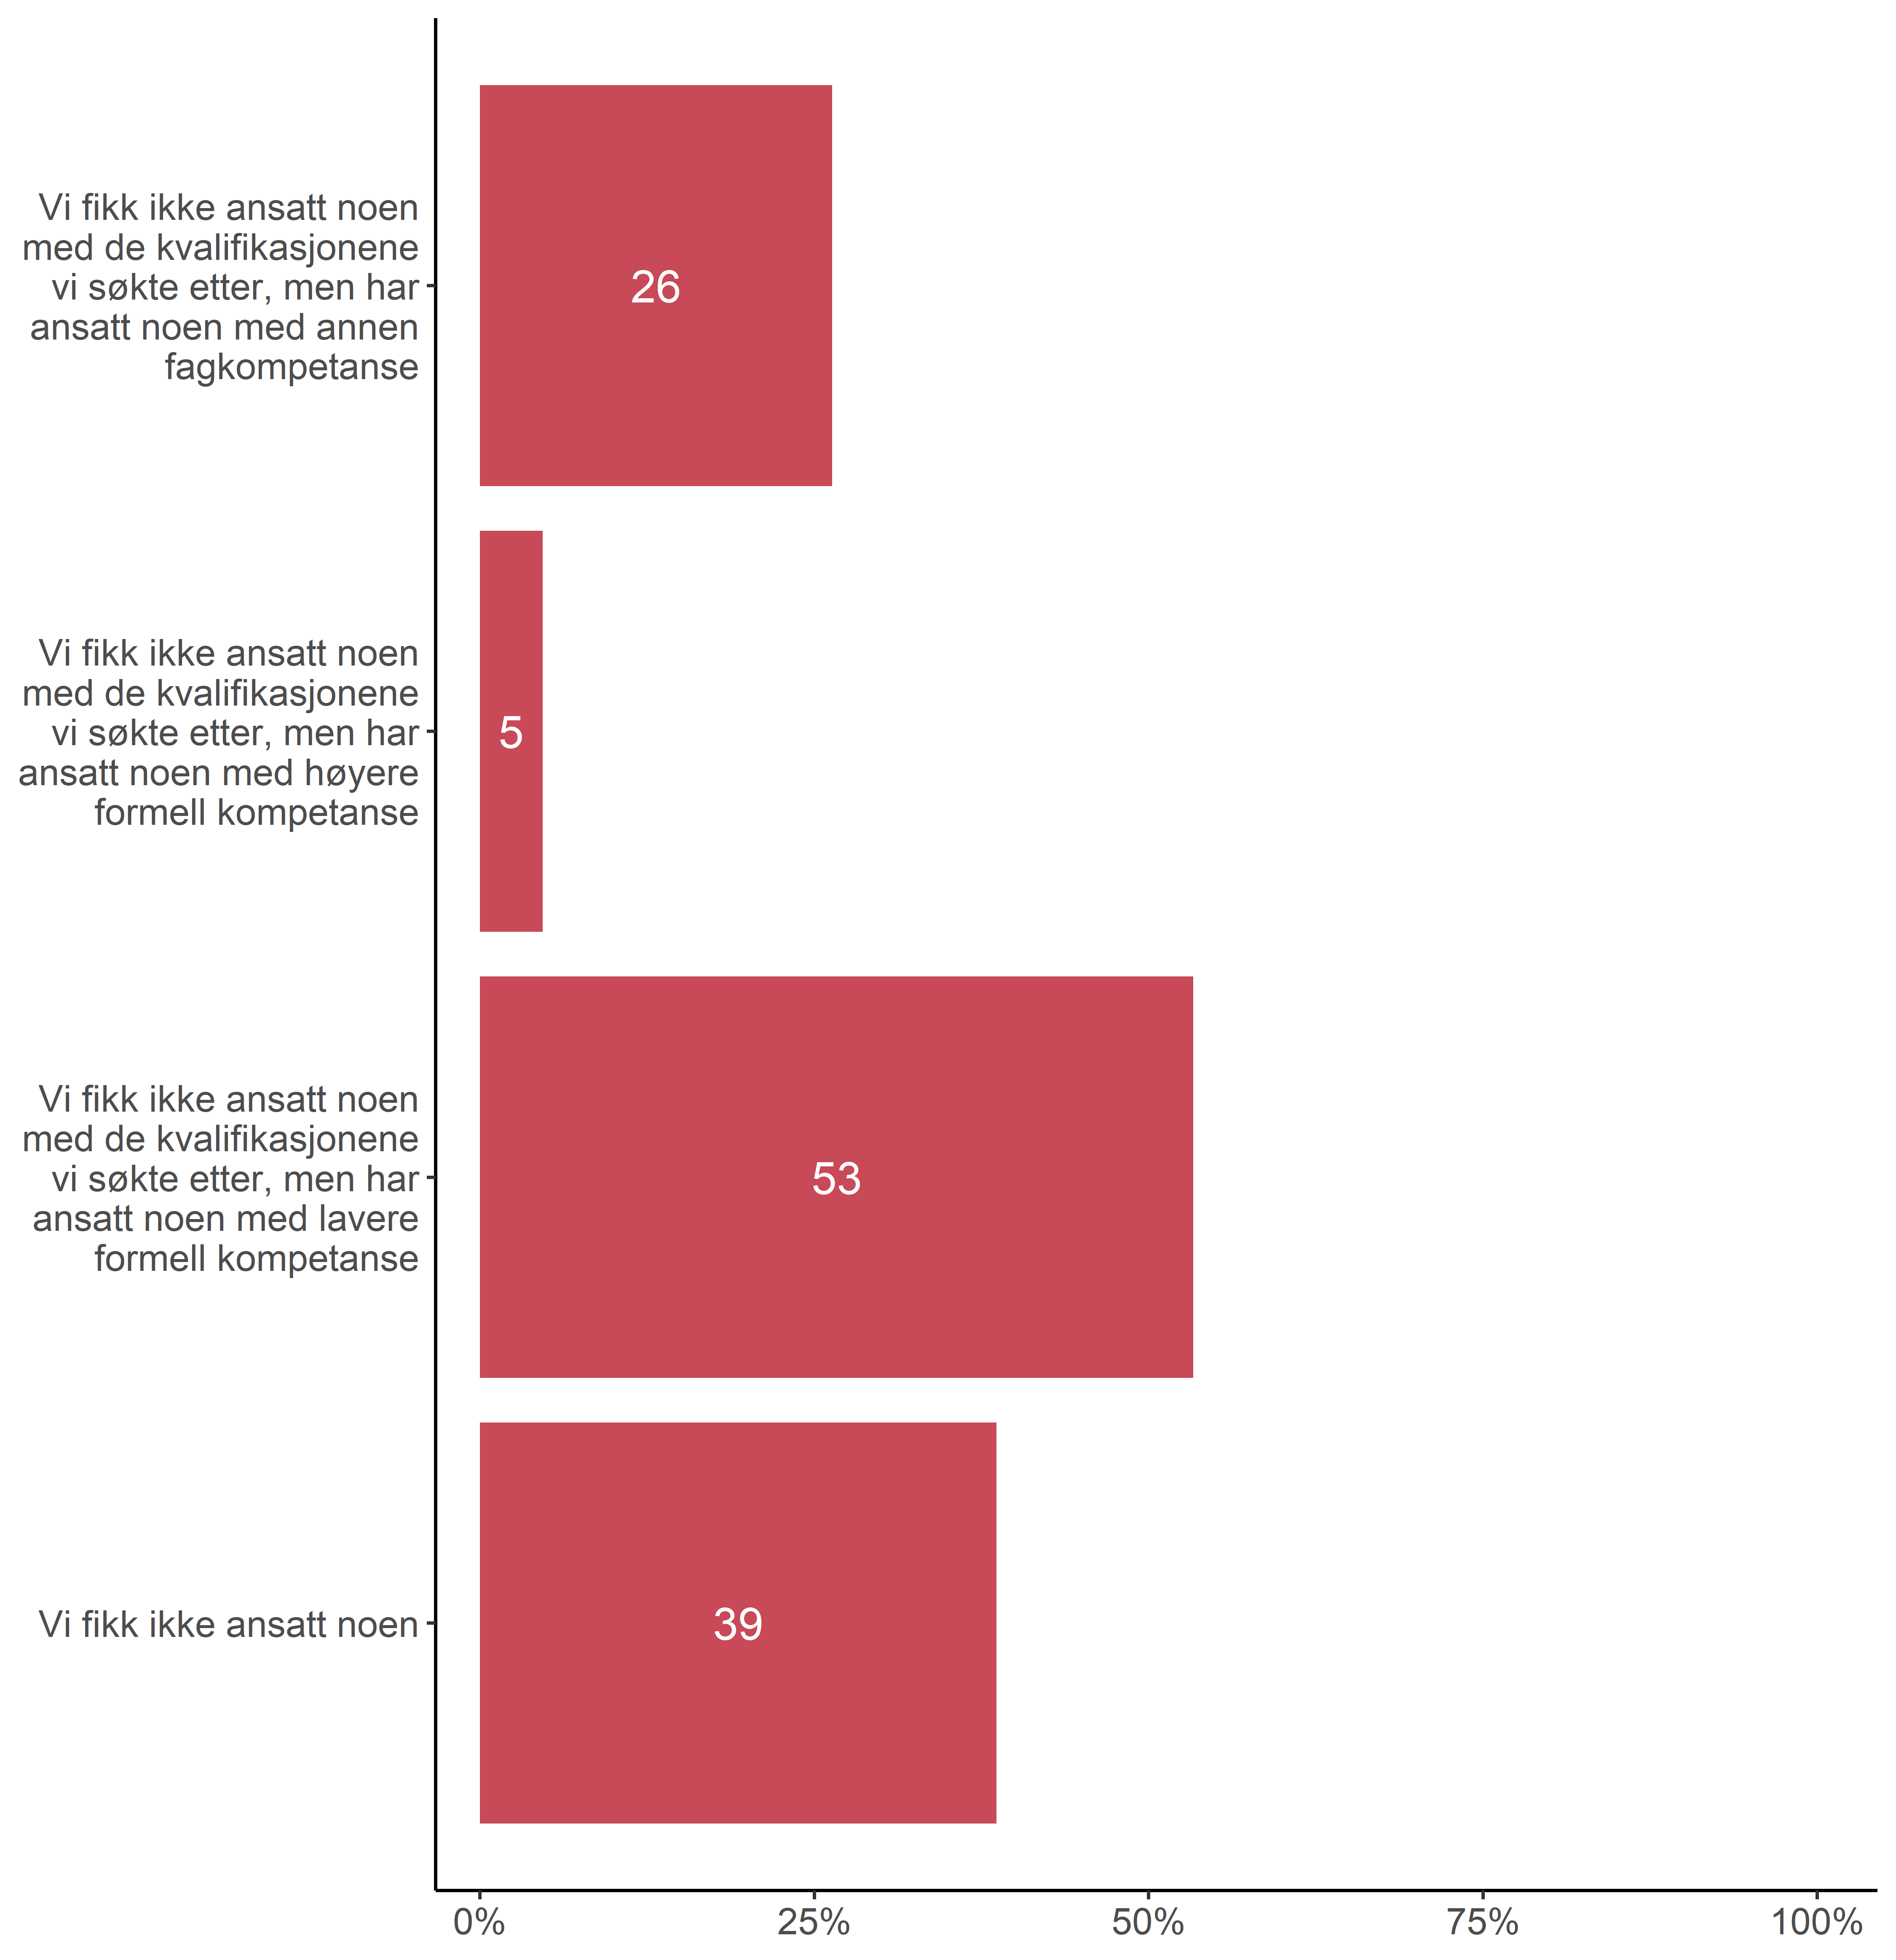 Vi fikk ikke ansatt noen
med de kvalifikasjonene
vi søkte etter, men har
ansatt noen med annen
fagkompetanse
26
Vi fikk ikke ansatt noen
med de kvalifikasjonene
vi søkte etter, men har
ansatt noen med høyere
formell kompetanse
5
Vi fikk ikke ansatt noen
med de kvalifikasjonene
vi søkte etter, men har
ansatt noen med lavere
formell kompetanse
53
Vi fikk ikke ansatt noen
39
0% 25% 50% 75% 100%